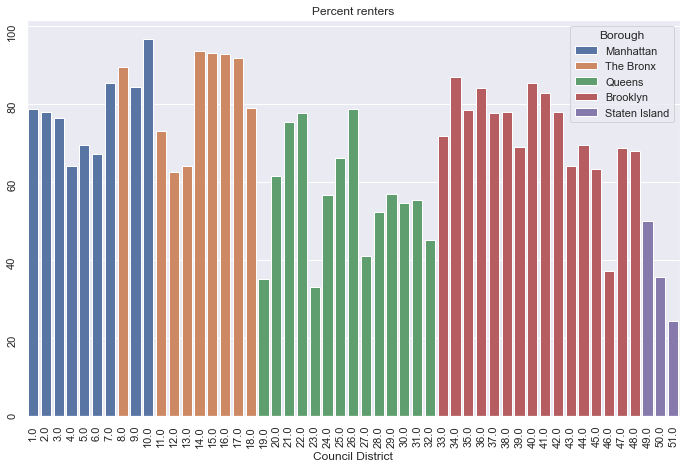 Percent renters
100
80
60
40
20
0
Borough
Manhattan
The Bronx
Queens
Brooklyn
Staten Island
1.0 2.0 3.0 4.0 5.0 6.0 7.0 8.0 9.0 10.0 11.0 12.0 13.0 14.0 15.0 16.0 17.0 18.0 19.0 20.0 21.0 22.0 23.0 24.0 25.0 26.0 27.0 28.0 29.0 30.0 31.0 32.0 33.0 34.0 35.0 36.0 37.0 38.0 39.0 40.0 41.0 42.0 43.0 44.0 45.0 46.0 47.0 48.0 49.0 50.0 51.0
Council District